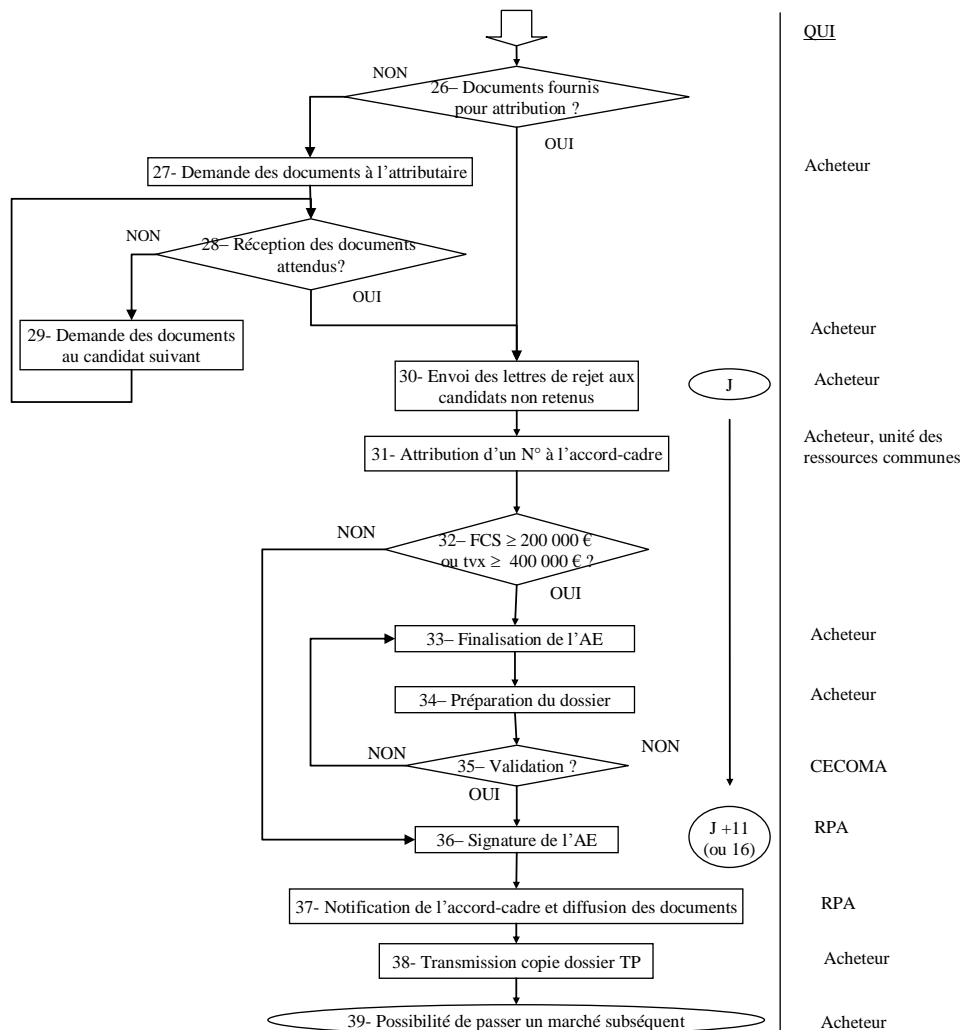 QUI
NON
26– Documents fournis
pour attribution ?
OUI
27- Demande des documents à l'attributaire
Acheteur
NON
28– Réception des documents
attendus?
OUI
29- Demande des documents
au candidat suivant
Acheteur
30- Envoi des lettres de rejet aux
candidats non retenus
J
Acheteur
31- Attribution d'un N° à l'accord-cadre
Acheteur, unité des
ressources communes
NON
32– FCS ≥ 200 000 €
ou tvx ≥ 400 000 € ?
OUI
33– Finalisation de l'AE
Acheteur
34– Préparation du dossier
Acheteur
NON
NON
35– Validation ?
CECOMA
OUI
36– Signature de l'AE
J +11
(ou 16)
RPA
37- Notification de l'accord-cadre et diffusion des documents
RPA
38- Transmission copie dossier TP
Acheteur
39- Possibilité de passer un marché subséquent
Acheteur